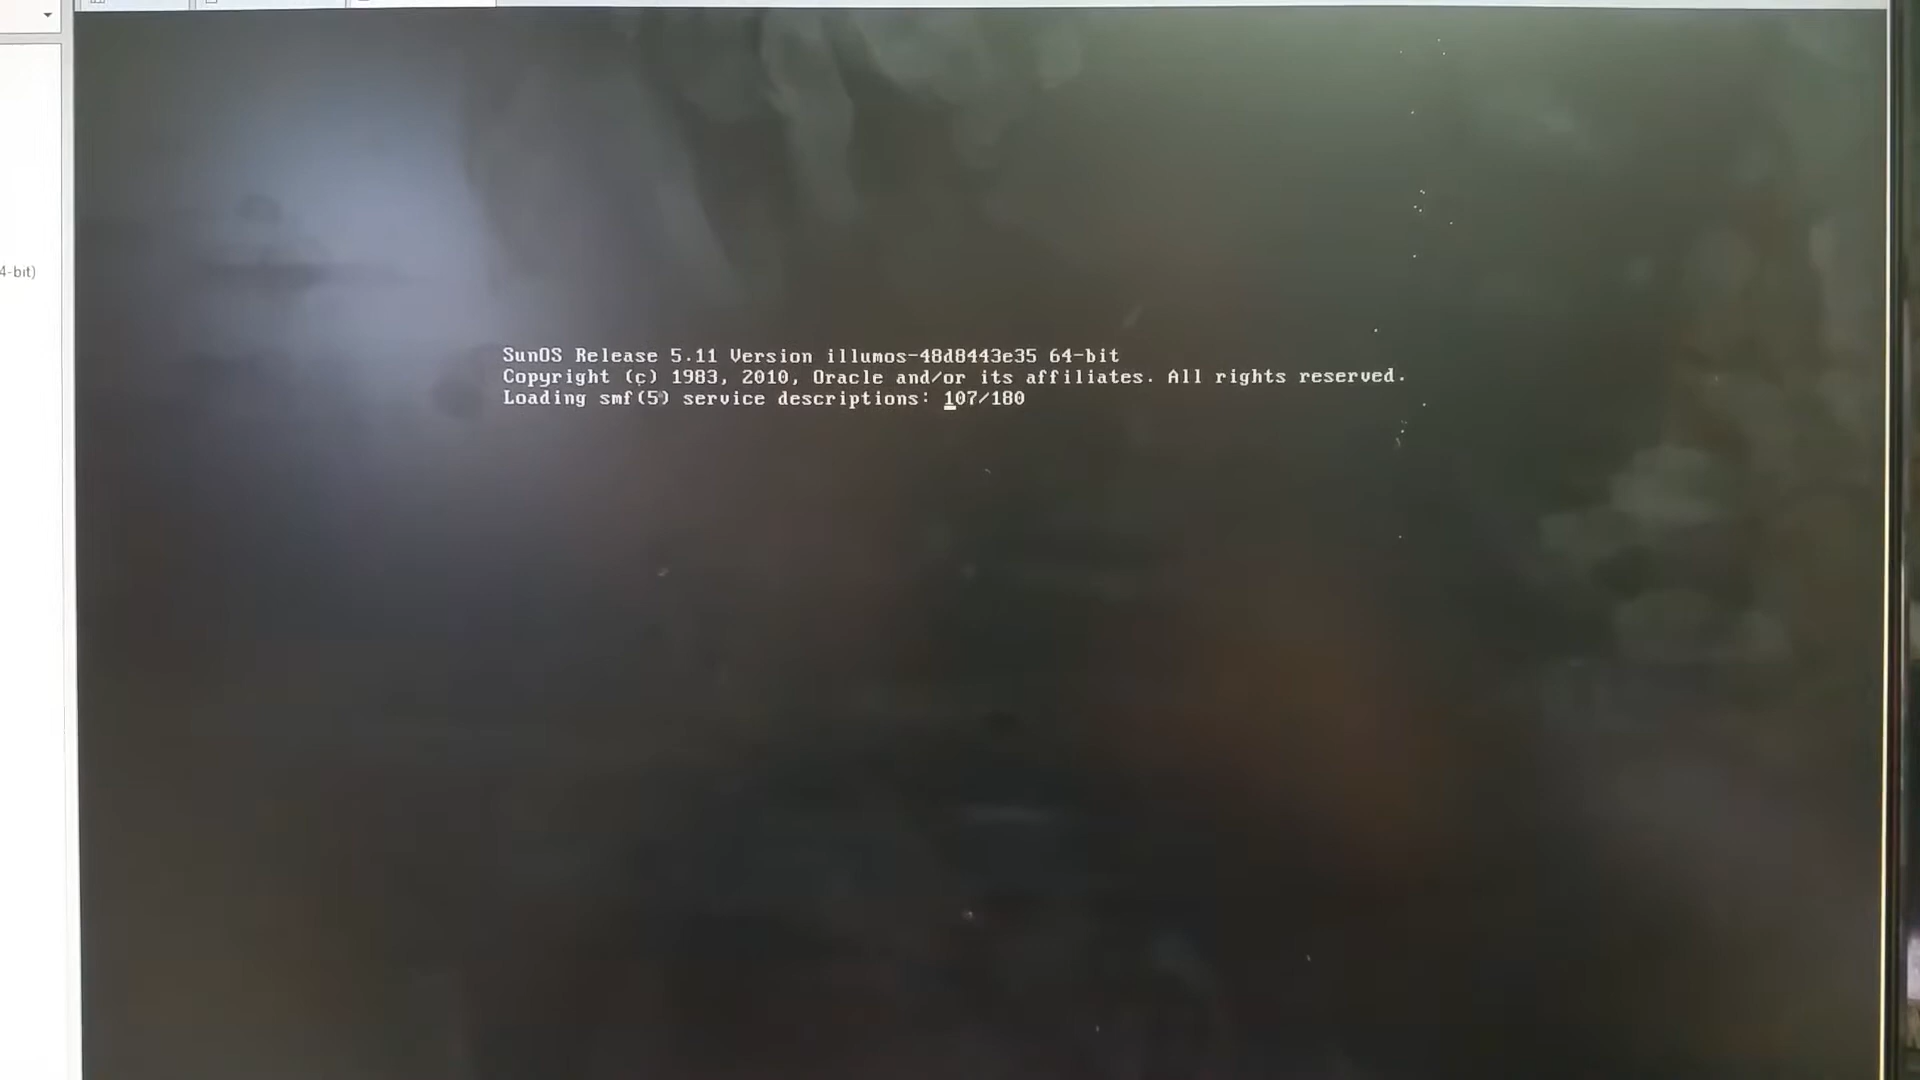 4-bit)
SunOS Release 5.11 Version illumos-48d8443e35 64-bit
Copyright (c) 1983, 2010, Oracle and/or its affiliates. All rights reserved.
Loading smf(5) service descriptions: 107/180